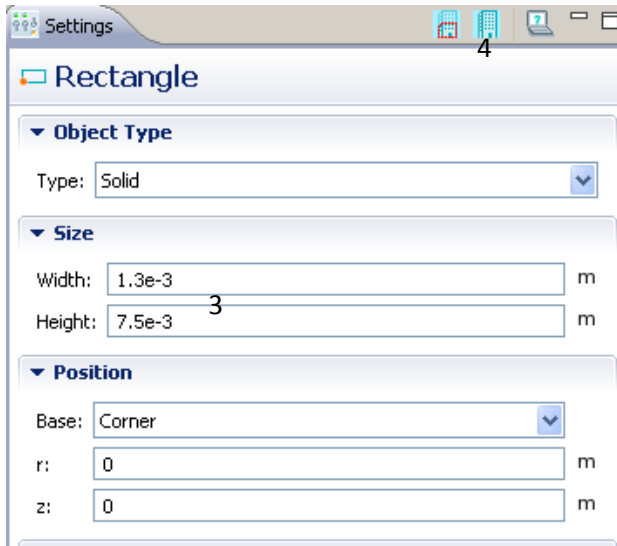 Settings
4
Rectangle
Object Type
Type: Solid
Size
Width: 1.3e-3 m
3
Height: 7.5e-3 m
Position
Base: Corner
r: 0 m
z: 0 m